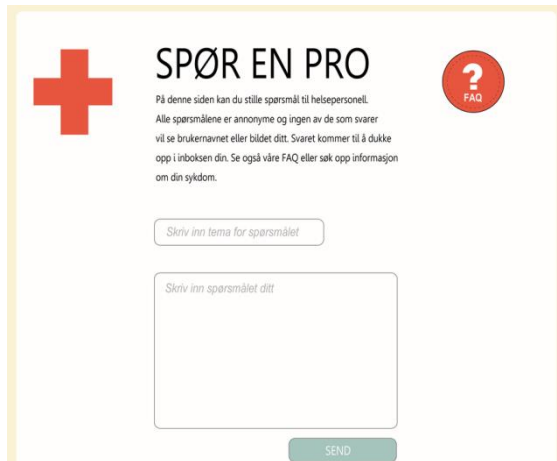 SPØR EN PRO
På denne siden kan du stille spørsmål til helsepersonell.
Alle spørsmålene er annonyme og ingen av de som svarer
vil se brukernavnet eller bildet ditt. Svaret kommer til å dukke
opp i inboksen din. Se også våre FAQ eller søk opp informasjon
om din sykdom.
?
FAQ
Skriv inn tema for spørsmålet
Skriv inn spørsmålet ditt
SEND